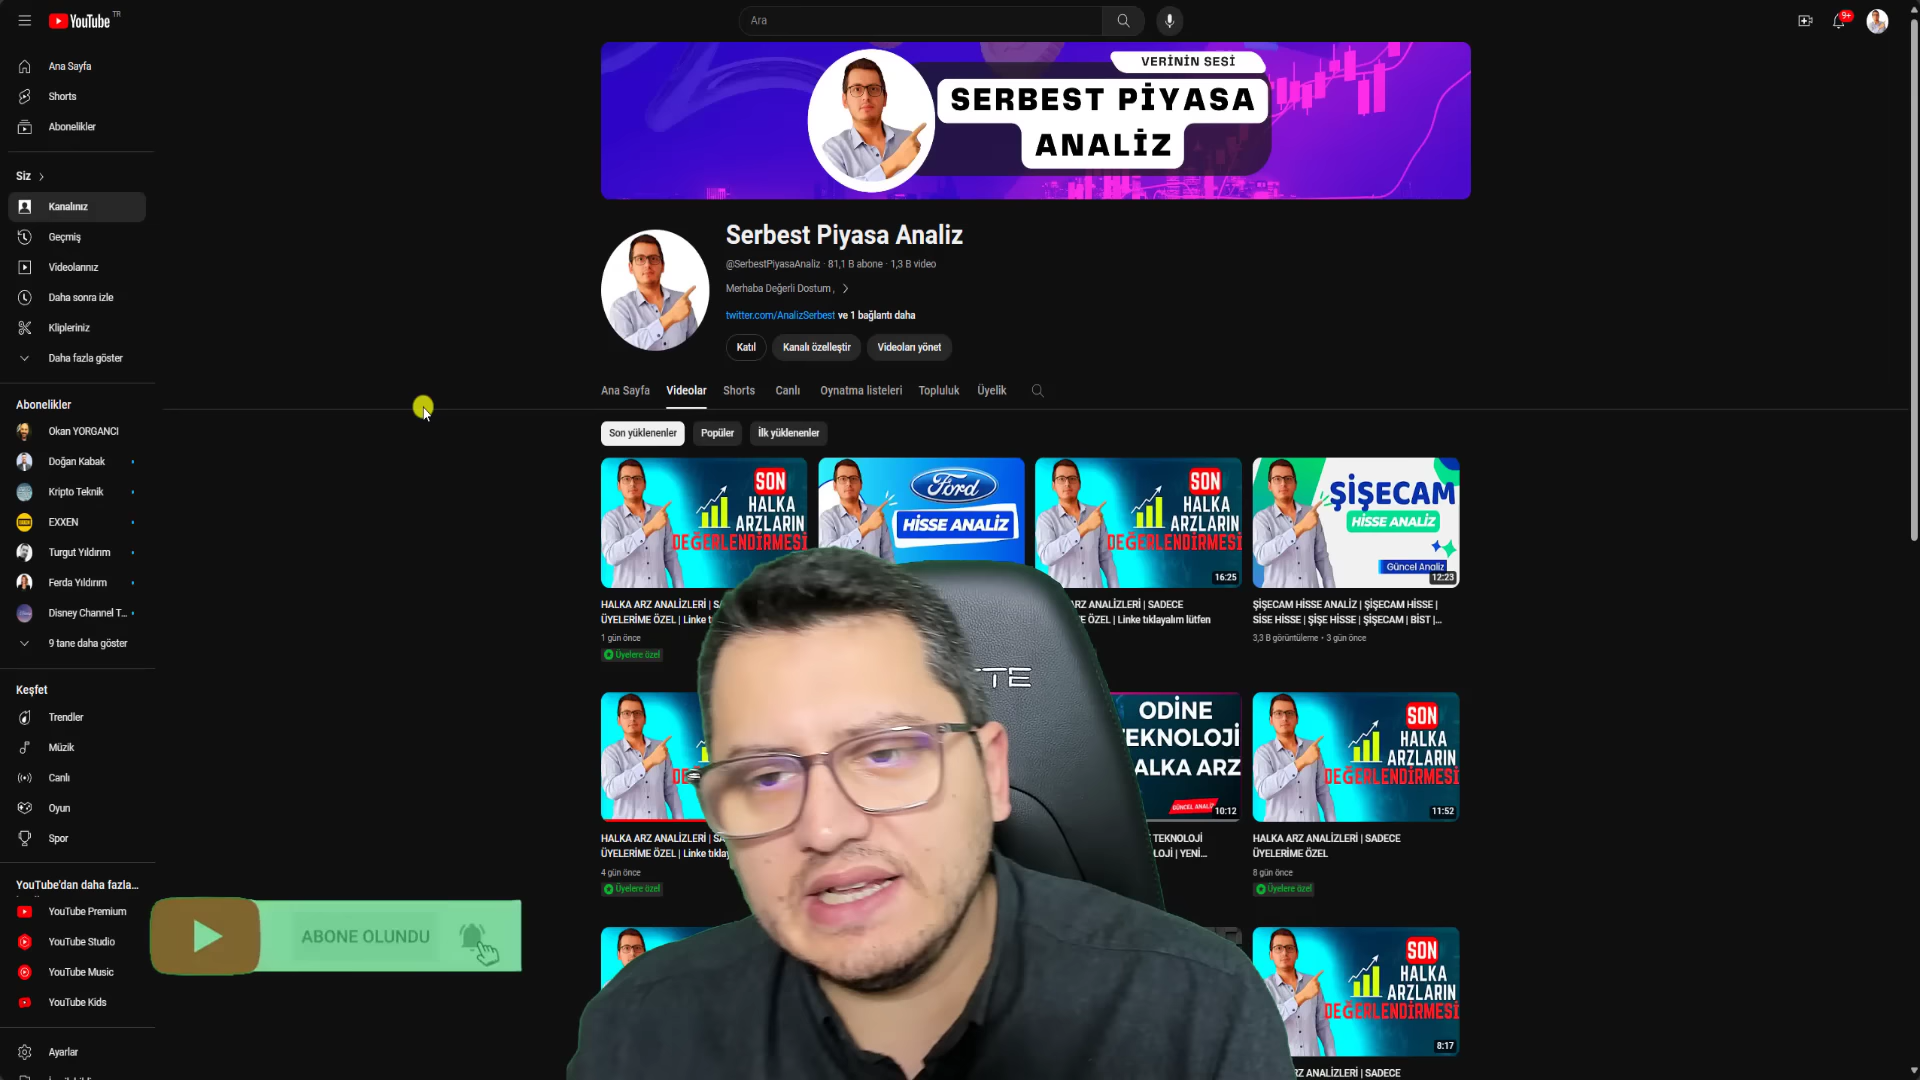 YouTube TR
Ara
9+
Ana Sayfa
Shorts
Abonelikler
Siz
Kanalınız
Geçmiş
Videolarınız
Daha sonra izle
Klipleriniz
Daha fazla göster
Abonelikler
Okan YORGANCI
Doğan Kabak
Kripto Teknik
EXXEN
Turgut Yıldırım
Ferda Yıldırım
Disney Channel T...
9 tane daha göster
Keşfet
Trendler
Müzik
Canlı
Oyun
Spor
YouTube'dan daha fazla...
YouTube Premium
YouTube Studio
YouTube Music
YouTube Kids
Ayarlar
ABONE OLUNDU
VERİNİN SESİ
SERBEST PİYASA
ANALİZ
Serbest Piyasa Analiz
@SerbestPiyasaAnaliz · 81,1 B abone · 1,3 B video
Merhaba Değerli Dostum ,
twitter.com/AnalizSerbest ve 1 bağlantı daha
Katıl
Kanalı özelleştir
Videoları yönet
Ana Sayfa
Videolar
Shorts
Canlı
Oynatma listeleri
Topluluk
Üyelik
Son yüklenenler
Popüler
İlk yüklenenler
SON
HALKA
ARZLARIN
DEĞERLENDİRMESİ
HALKA ARZ ANALİZLERİ | SA
ÜYELERİME ÖZEL | Linke t
1 gün önce
Üyelere özel
Ford
HİSSE ANALİZ
SON
HALKA
ARZLARIN
DEĞERLENDİRMESİ
16:25
RZ ANALİZLERİ | SADECE
E ÖZEL | Linke tıklayalım lütfen
ŞİŞECAM
HİSSE ANALİZ
Güncel Analiz
12:23
ŞİŞECAM HİSSE ANALİZ | ŞİŞECAM HİSSE |
SİSE HİSSE | ŞİŞE HİSSE | ŞİŞECAM | BİST |...
3,3 B görüntüleme • 3 gün önce
HALKA ARZ ANALİZLERİ | SA
ÜYELERİME ÖZEL | Linke tıkla
4 gün önce
Üyelere özel
ODİNE
EKNOLOJİ
ALKA ARZ
GÜNCEL ANALİZ
10:12
TEKNOLOJİ
LOJİ | YENİ...
SON
HALKA
ARZLARIN
DEĞERLENDİRMESİ
11:52
HALKA ARZ ANALİZLERİ | SADECE
ÜYELERİME ÖZEL
8 gün önce
Üyelere özel
SON
HALKA
ARZLARIN
DEĞERLENDİRMESİ
8:17
RZ ANALİZLERİ | SADECE
TE